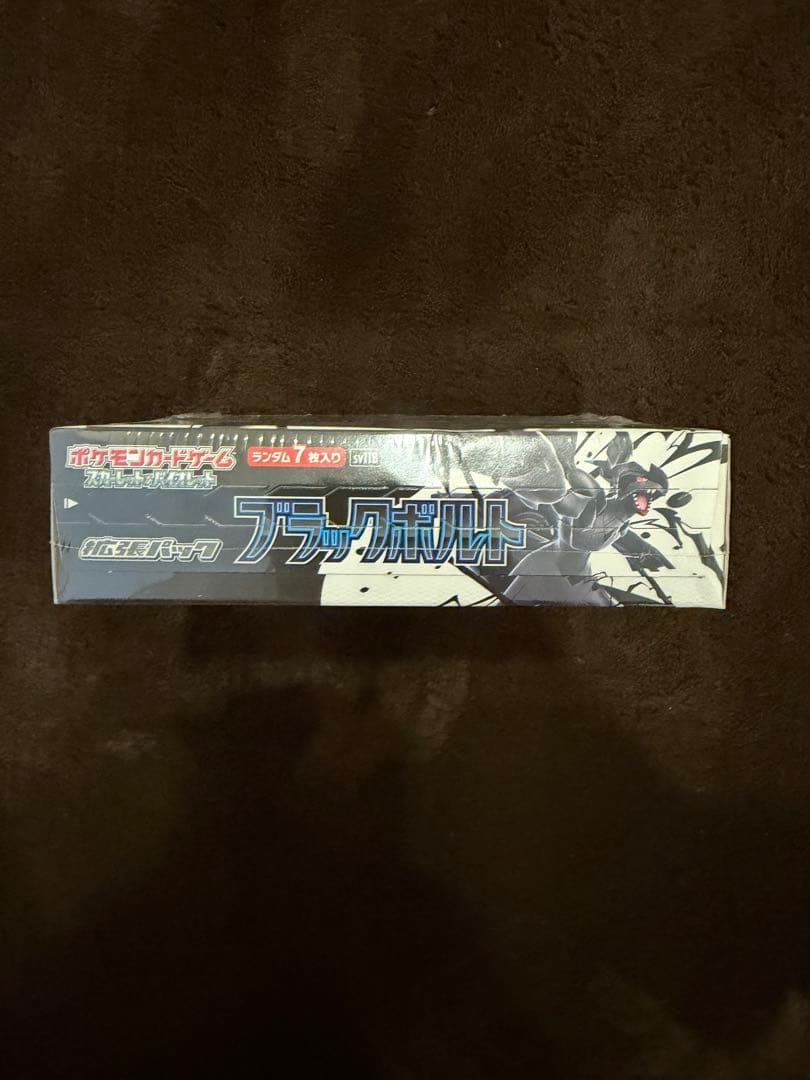 ポケモンカードゲーム
スカーレット&バイオレット
ランダム7枚入り
SV11B
拡張パック
ブラックボルト